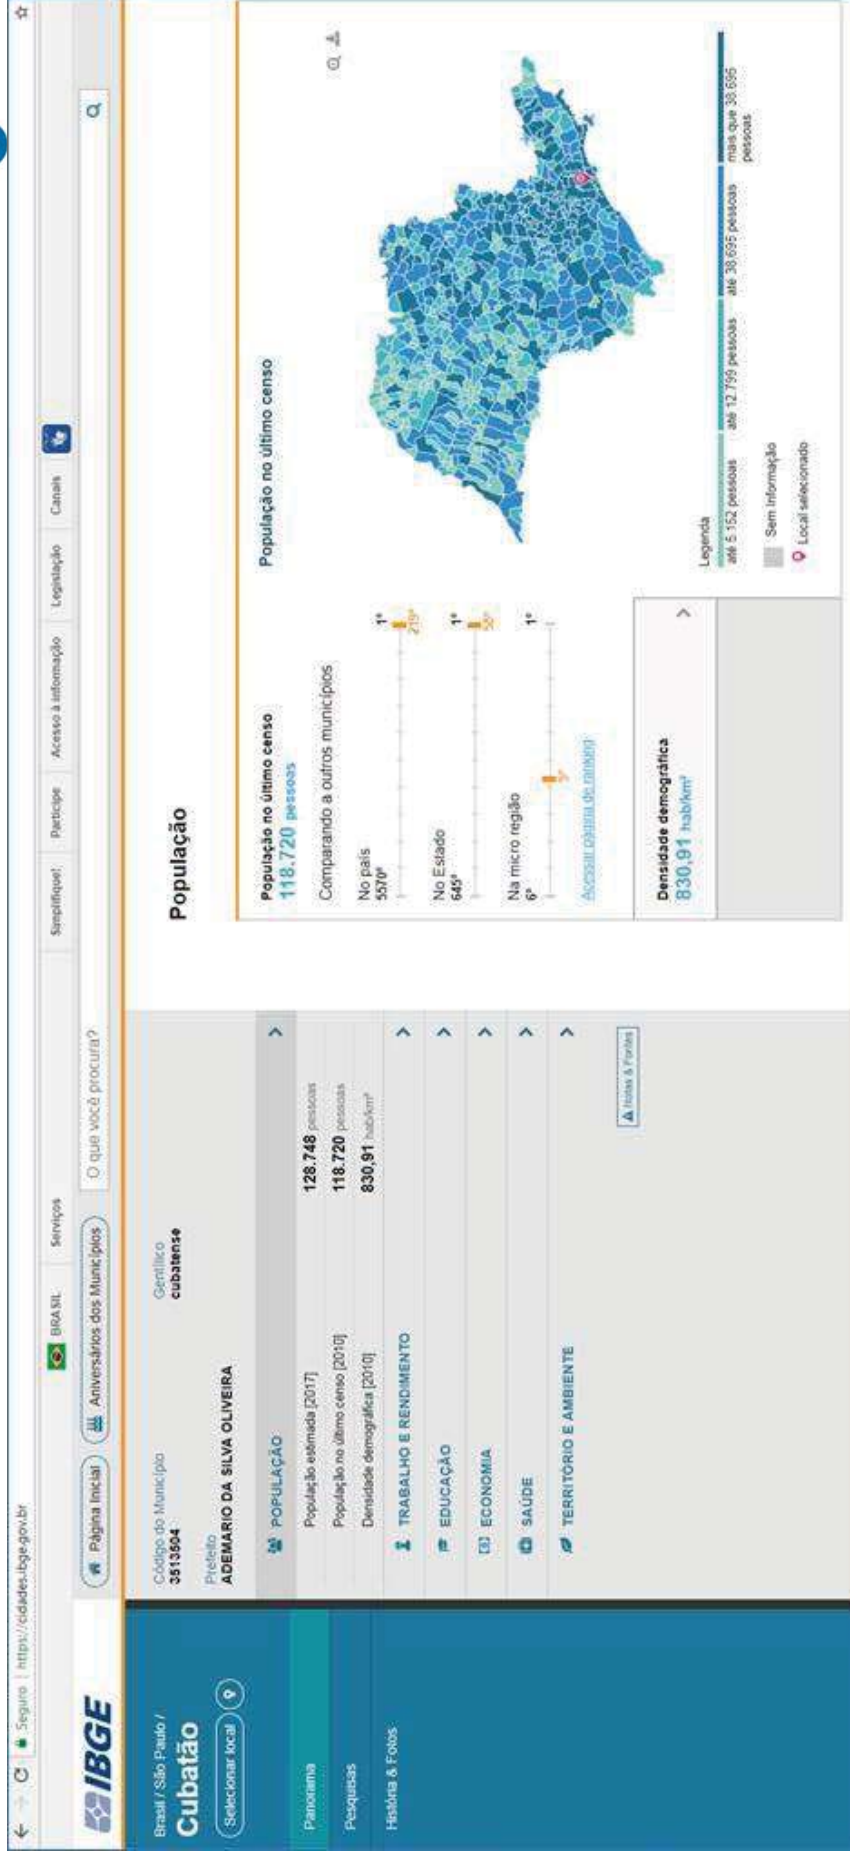 Seguro | https://cidades.ibge.gov.br
BRASIL
Serviços
Simplifique!
Participe
Acesso à informação
Legislação
Canais
IBGE
Página Inicial
Aniversários dos Municípios
O que você procura?
Brasil / São Paulo /
Cubatão
Selecionar local
Panorama
Pesquisas
História & Fotos
Código do Município
3513504
Gentílico
cubatense
Prefeito
ADEMARIO DA SILVA OLIVEIRA
POPULAÇÃO
População estimada [2017] 128.748 pessoas
População no último censo [2010] 118.720 pessoas
Densidade demográfica [2010] 830,91 hab/km²
TRABALHO E RENDIMENTO
EDUCAÇÃO
ECONOMIA
SAÚDE
TERRITÓRIO E AMBIENTE
Notas & Fontes
População
População no último censo
118.720 pessoas
Comparando a outros municípios
No país
5570º
1º
219º
No Estado
645º
1º
58º
Na micro região
6º
1º
5º
Acessar página de ranking
Densidade demográfica
830,91 hab/km²
População no último censo
Legenda
até 5.152 pessoas
até 12.799 pessoas
até 38.695 pessoas
mais que 38.695
pessoas
Sem Informação
Local selecionado